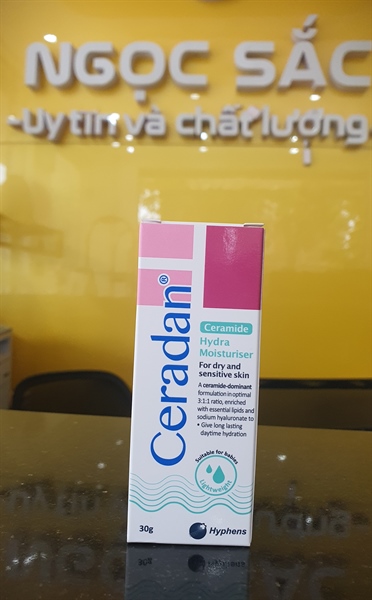 NGỌC SẮC
-Uy tín và chất lượng-
Ceradan®
Ceramide
Hydra
Moisturiser
For dry and
sensitive skin
A ceramide-dominant
formulation in optimal
3:1:1 ratio, enriched
with essential lipids and
sodium hyaluronate to
• Give long lasting
daytime hydration
Suitable for babies
Lightweight
30g
Hyphens